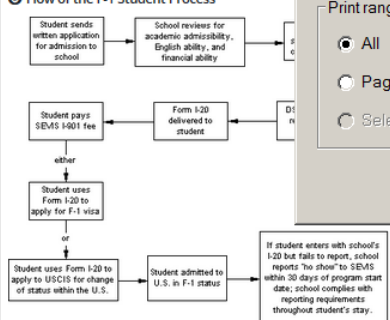 Flow of the F-1 Student Process
Student sends
written application
for admission to
school
School reviews for
academic admissibility,
English ability, and
financial ability
Print rang
All
Pag
Sele
Student pays
SEVIS I-901 fee
Form I-20
delivered to
student
DS
either
Student uses
Form I-20 to
apply for F-1 visa
or
Student uses Form I-20 to
apply to USCIS for change
of status within the U.S.
Student admitted to
U.S. in F-1 status
If student enters with school's
I-20 but fails to report, school
reports "no show" to SEVIS
within 30 days of program start
date; school complies with
reporting requirements
throughout student's stay.